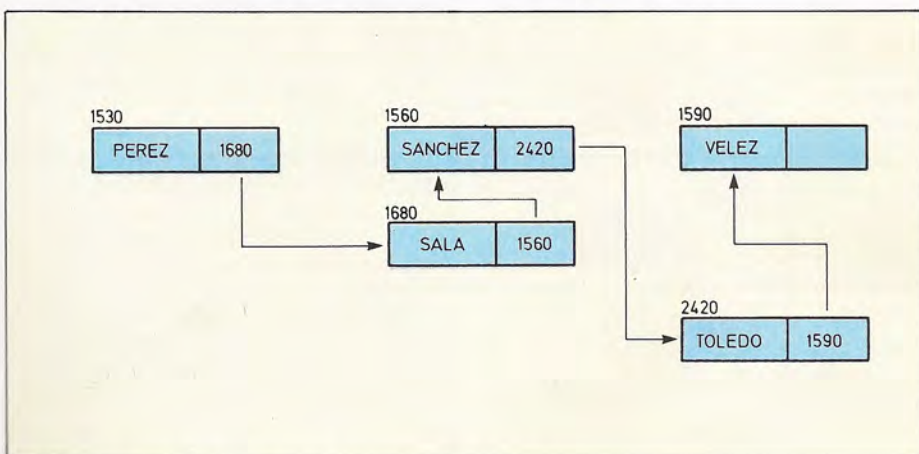 1530
PEREZ 1680
1560
SANCHEZ 2420
1590
VELEZ
1680
SALA 1560
2420
TOLEDO 1590